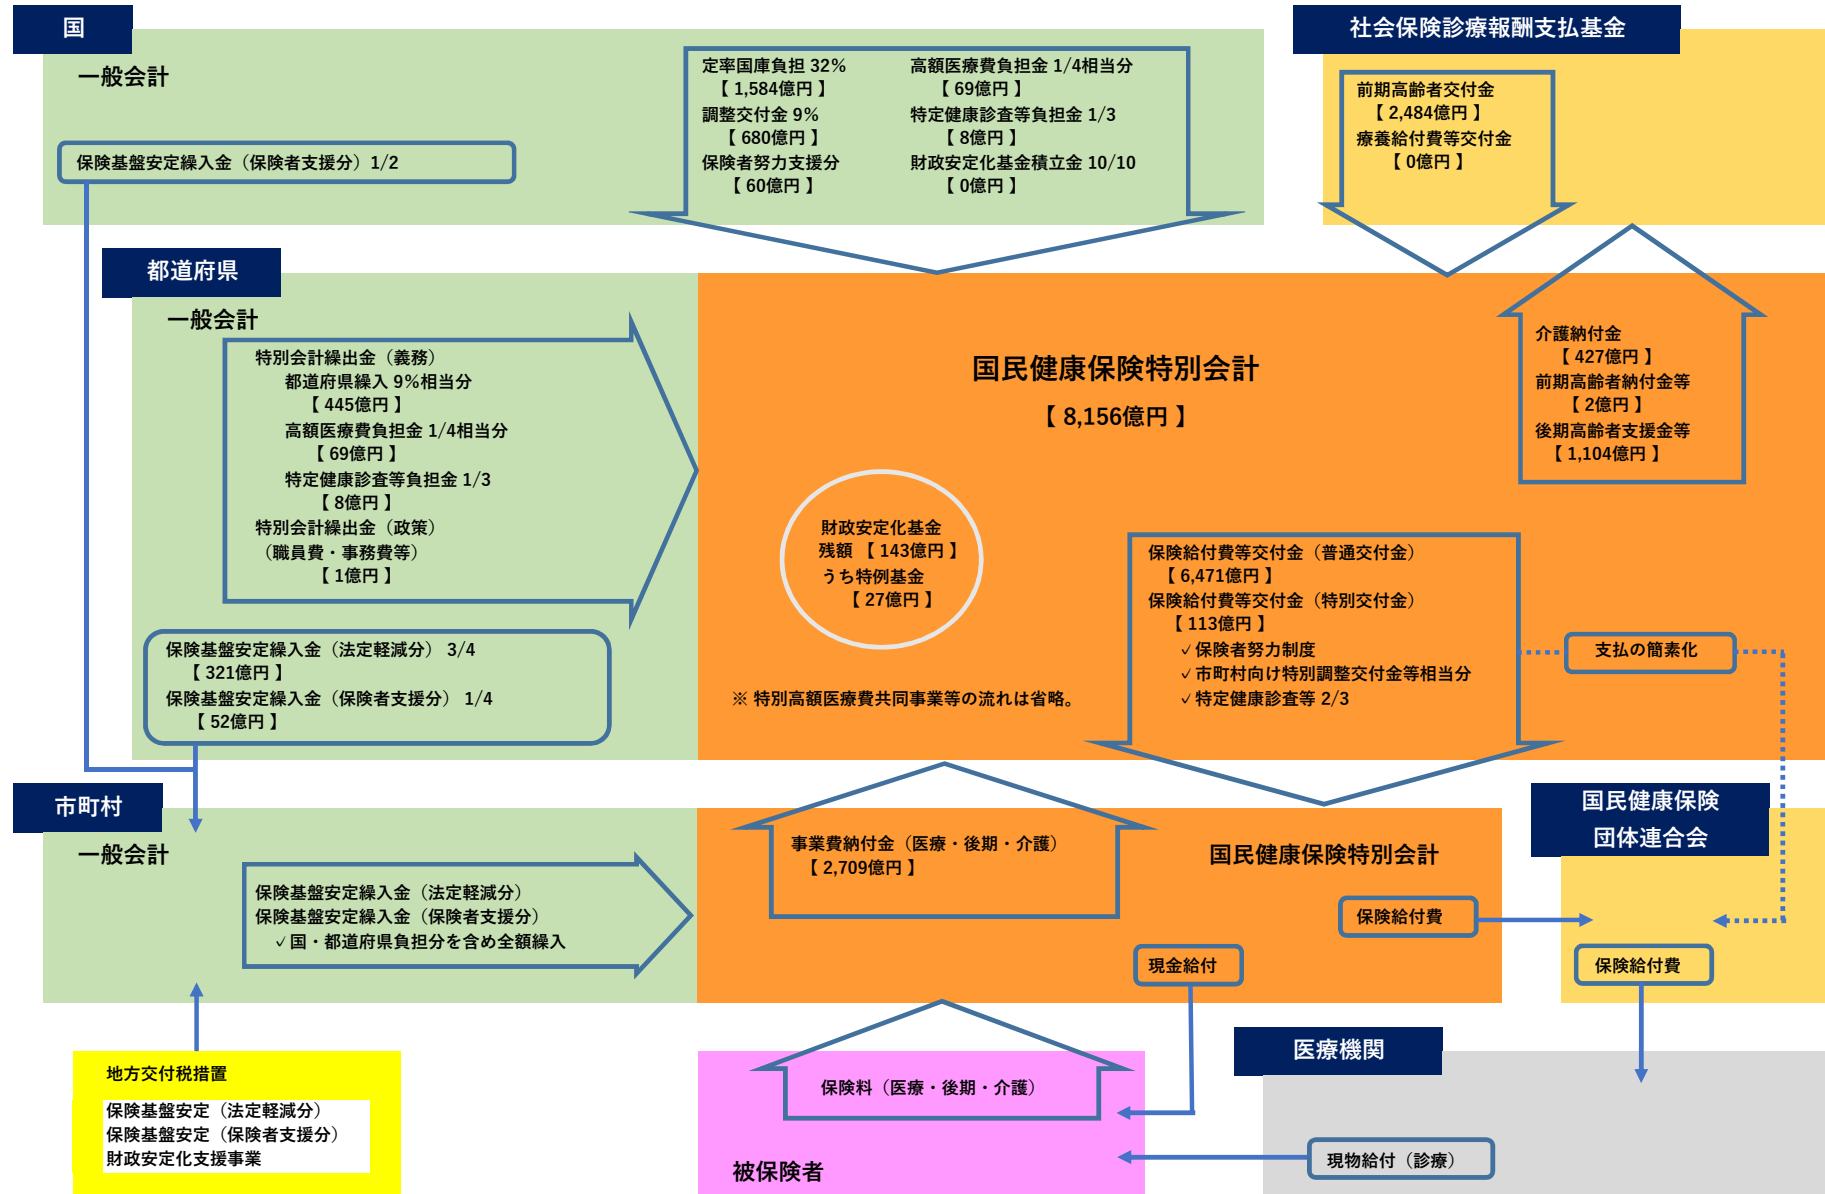 国
一般会計
保険基盤安定繰入金（保険者支援分）1/2
定率国庫負担 32%
【 1,584億円 】
調整交付金 9%
【 680億円 】
保険者努力支援分
【 60億円 】
高額医療費負担金 1/4相当分
【 69億円 】
特定健康診査等負担金 1/3
【 8億円 】
財政安定化基金積立金 10/10
【 0億円 】
社会保険診療報酬支払基金
前期高齢者交付金
【 2,484億円 】
療養給付費等交付金
【 0億円 】
都道府県
一般会計
特別会計繰出金（義務）
都道府県繰入 9%相当分
【 445億円 】
高額医療費負担金 1/4相当分
【 69億円 】
特定健康診査等負担金 1/3
【 8億円 】
特別会計繰出金（政策）
（職員費・事務費等）
【 1億円 】
保険基盤安定繰入金（法定軽減分） 3/4
【 321億円 】
保険基盤安定繰入金（保険者支援分） 1/4
【 52億円 】
国民健康保険特別会計
【 8,156億円 】
財政安定化基金
残額 【 143億円 】
うち特例基金
【 27億円 】
※ 特別高額医療費共同事業等の流れは省略。
介護納付金
【 427億円 】
前期高齢者納付金等
【 2億円 】
後期高齢者支援金等
【 1,104億円 】
保険給付費等交付金（普通交付金）
【 6,471億円 】
保険給付費等交付金（特別交付金）
【 113億円 】
✓保険者努力制度
✓市町村向け特別調整交付金等相当分
✓特定健康診査等 2/3
支払の簡素化
市町村
一般会計
保険基盤安定繰入金（法定軽減分）
保険基盤安定繰入金（保険者支援分）
✓国・都道府県負担分を含め全額繰入
事業費納付金（医療・後期・介護）
【 2,709億円 】
国民健康保険特別会計
保険給付費
現金給付
国民健康保険
団体連合会
保険給付費
地方交付税措置
保険基盤安定（法定軽減分）
保険基盤安定（保険者支援分）
財政安定化支援事業
保険料（医療・後期・介護）
被保険者
医療機関
現物給付（診療）